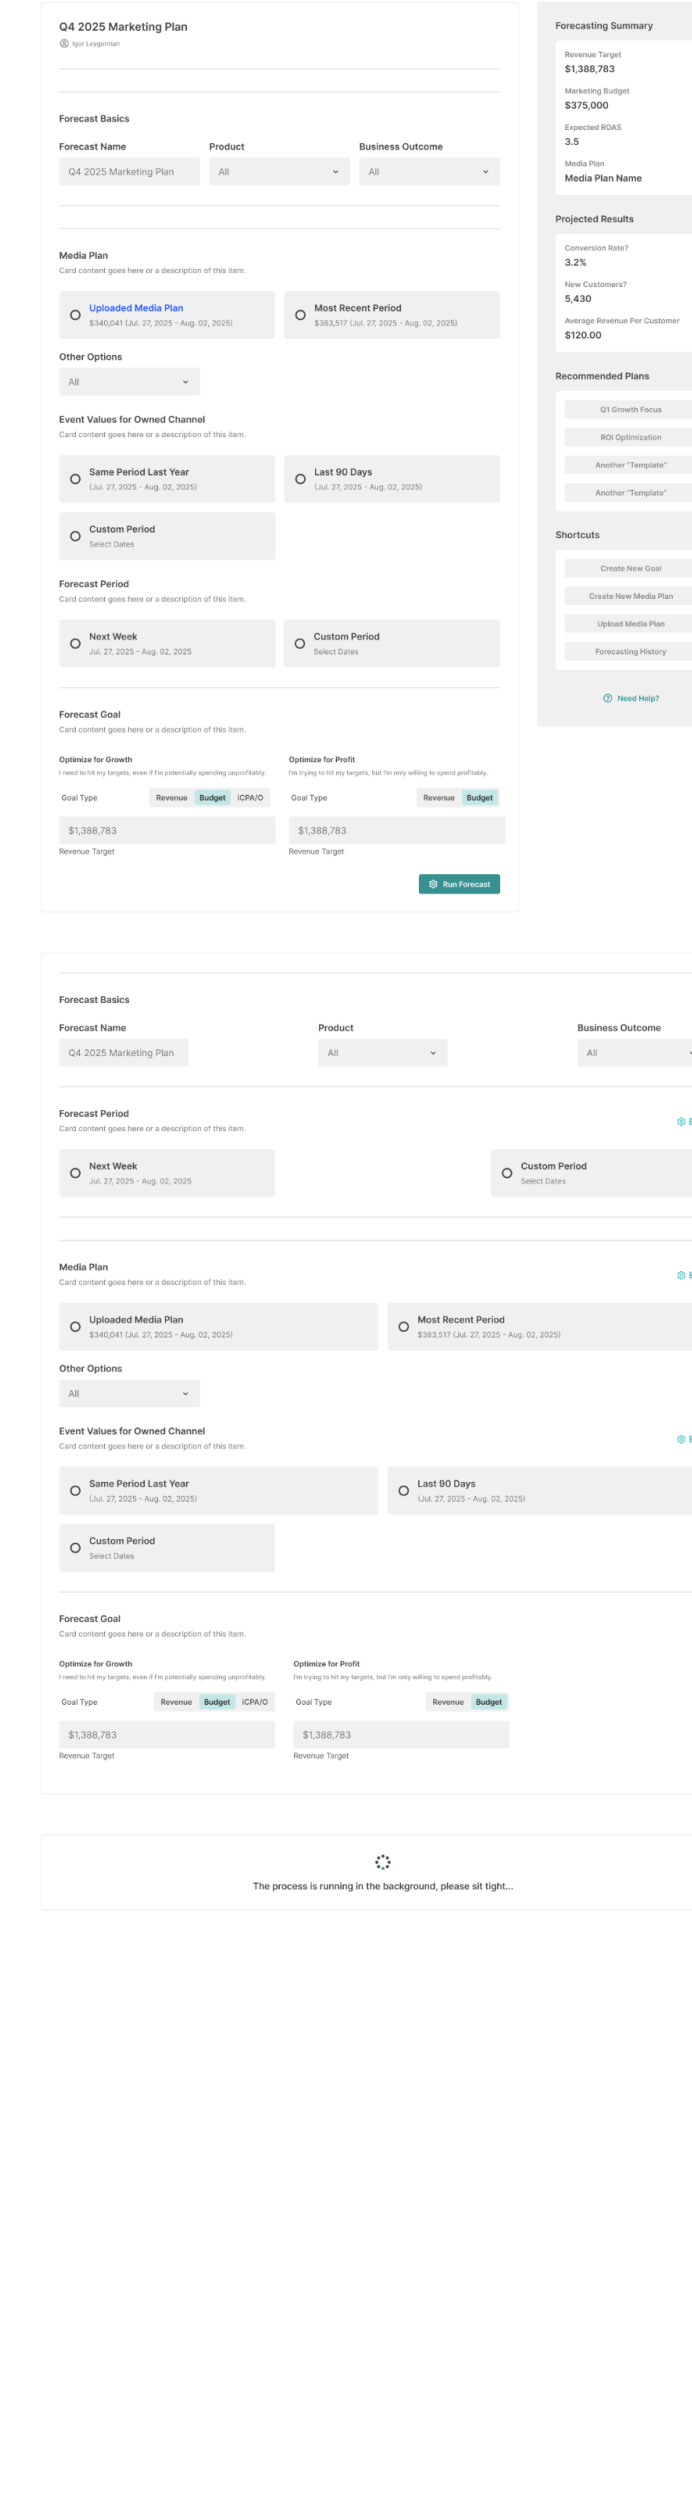 Q4 2025 Marketing Plan
Igor Leygerman
Forecast Basics
Forecast Name Product Business Outcome
Q4 2025 Marketing Plan All All
Media Plan
Card content goes here or a description of this item.
Uploaded Media Plan Most Recent Period
$340,041 (Jul. 27, 2025 - Aug. 02, 2025) $383,517 (Jul. 27, 2025 - Aug. 02, 2025)
Other Options
All
Event Values for Owned Channel
Card content goes here or a description of this item.
Same Period Last Year Last 90 Days
(Jul. 27, 2025 - Aug. 02, 2025) (Jul. 27, 2025 - Aug. 02, 2025)
Custom Period
Select Dates
Forecast Period
Card content goes here or a description of this item.
Next Week Custom Period
Jul. 27, 2025 - Aug. 02, 2025 Select Dates
Forecast Goal
Card content goes here or a description of this item.
Optimize for Growth Optimize for Profit
I need to hit my targets, even if I'm potentially spending unprofitably. I'm trying to hit my targets, but I'm only willing to spend profitably.
Goal Type Revenue Budget iCPA/O Goal Type Revenue Budget
$1,388,783 $1,388,783
Revenue Target Revenue Target
Run Forecast
Forecasting Summary
Revenue Target
$1,388,783
Marketing Budget
$375,000
Expected ROAS
3.5
Media Plan
Media Plan Name
Projected Results
Conversion Rate?
3.2%
New Customers?
5,430
Average Revenue Per Customer
$120.00
Recommended Plans
Q1 Growth Focus
ROI Optimization
Another "Template"
Another "Template"
Shortcuts
Create New Goal
Create New Media Plan
Upload Media Plan
Forecasting History
Need Help?
Forecast Basics
Forecast Name Product Business Outcome
Q4 2025 Marketing Plan All All
Forecast Period
Card content goes here or a description of this item.
Next Week Custom Period
Jul. 27, 2025 - Aug. 02, 2025 Select Dates
Media Plan
Card content goes here or a description of this item.
Uploaded Media Plan Most Recent Period
$340,041 (Jul. 27, 2025 - Aug. 02, 2025) $383,517 (Jul. 27, 2025 - Aug. 02, 2025)
Other Options
All
Event Values for Owned Channel
Card content goes here or a description of this item.
Same Period Last Year Last 90 Days
(Jul. 27, 2025 - Aug. 02, 2025) (Jul. 27, 2025 - Aug. 02, 2025)
Custom Period
Select Dates
Forecast Goal
Card content goes here or a description of this item.
Optimize for Growth Optimize for Profit
I need to hit my targets, even if I'm potentially spending unprofitably. I'm trying to hit my targets, but I'm only willing to spend profitably.
Goal Type Revenue Budget iCPA/O Goal Type Revenue Budget
$1,388,783 $1,388,783
Revenue Target Revenue Target
The process is running in the background, please sit tight...